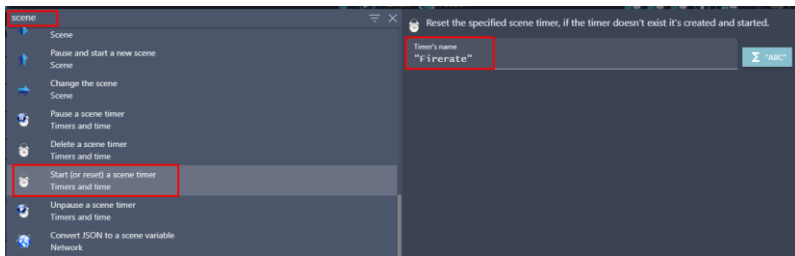 scene
Scene
Pause and start a new scene
Scene
Change the scene
Scene
Pause a scene timer
Timers and time
Delete a scene timer
Timers and time
Start (or reset) a scene timer
Timers and time
Unpause a scene timer
Timers and time
Convert JSON to a scene variable
Network
Reset the specified scene timer, if the timer doesn't exist it's created and started.
Timer's name
"Firerate"
Σ "ABC"